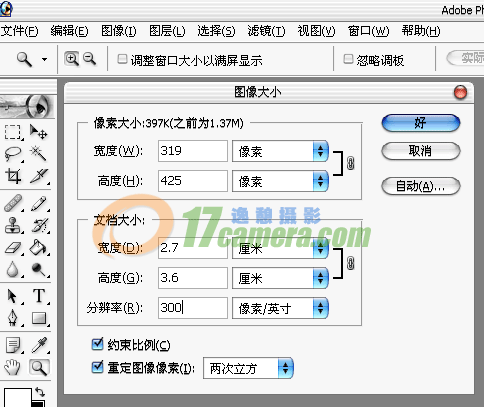 Adobe Ph
文件(F) 编辑(E) 图像(I) 图层(L) 选择(S) 滤镜(T) 视图(V) 窗口(W) 帮助(H)
调整窗口大小以满屏显示 忽略调板 实际
图像大小
像素大小:397K(之前为1.37M)
宽度(W): 319 像素
高度(H): 425 像素
文档大小:
宽度(D): 2.7 厘米
高度(G): 3.6 厘米
分辨率(R): 300 像素/英寸
约束比例(C)
重定图像像素(I): 两次立方
好
取消
自动(A)...
逸憩摄影
17camera.com
T